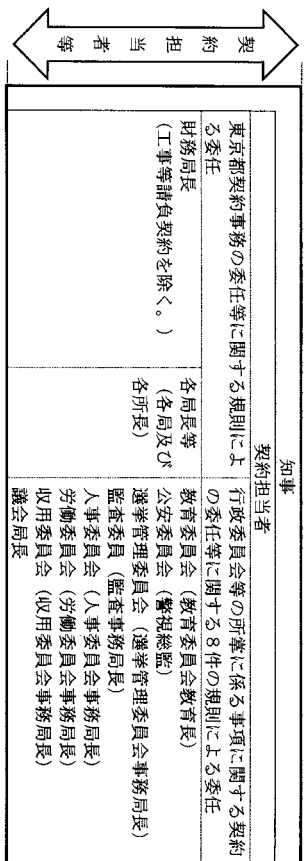 契約担当者等
知事
契約担当者
東京都契約事務の委任等に関する規則によ
る委任
行政委員会等の所掌に係る事項に関する契約
の委任等に関する8件の規則による委任
財務局長
(工事等請負契約を除く。)
各局長等
(各局及び
各所長)
教育委員会(教育委員会教育長)
公安委員会(警視総監)
選挙管理委員会(選挙管理委員会事務局長)
監査委員(監査事務局長)
人事委員会(人事委員会事務局長)
労働委員会(労働委員会事務局長)
収用委員会(収用委員会事務局長)
議会局長